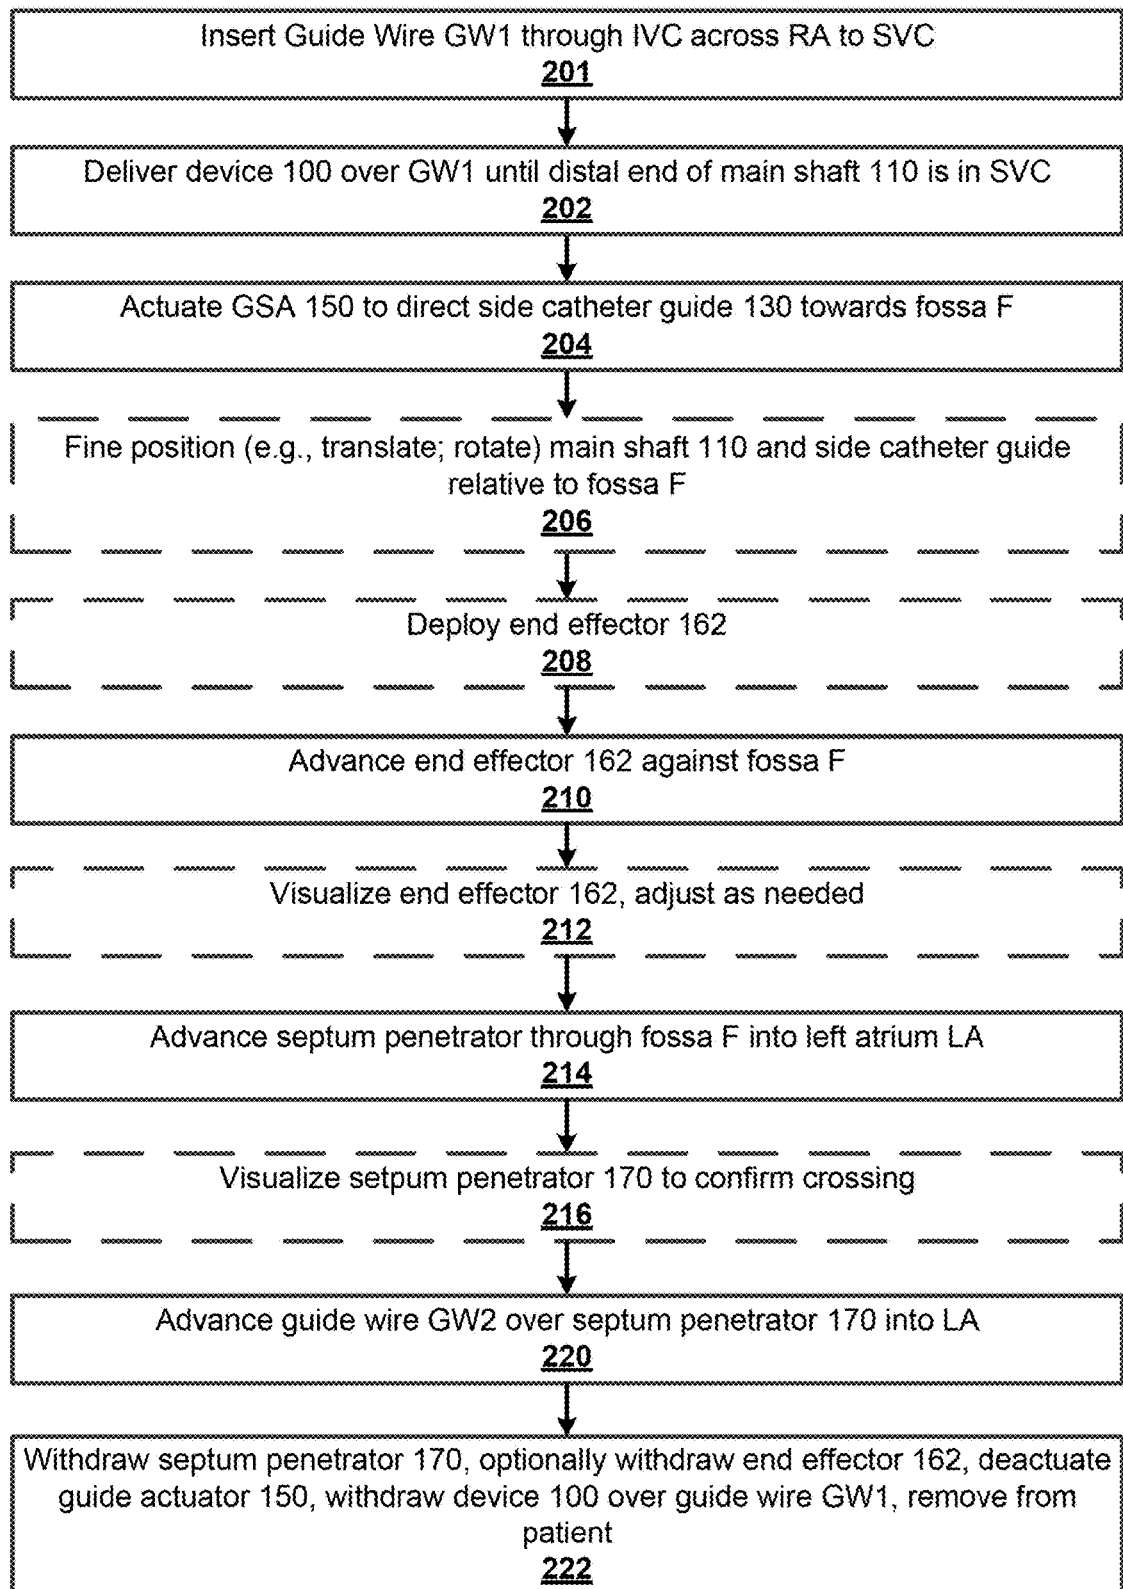 Insert Guide Wire GW1 through IVC across RA to SVC
201
Deliver device 100 over GW1 until distal end of main shaft 110 is in SVC
202
Actuate GSA 150 to direct side catheter guide 130 towards fossa F
204
Fine position (e.g., translate; rotate) main shaft 110 and side catheter guide
relative to fossa F
206
Deploy end effector 162
208
Advance end effector 162 against fossa F
210
Visualize end effector 162, adjust as needed
212
Advance septum penetrator through fossa F into left atrium LA
214
Visualize setpum penetrator 170 to confirm crossing
216
Advance guide wire GW2 over septum penetrator 170 into LA
220
Withdraw septum penetrator 170, optionally withdraw end effector 162, deactuate
guide actuator 150, withdraw device 100 over guide wire GW1, remove from
patient
222